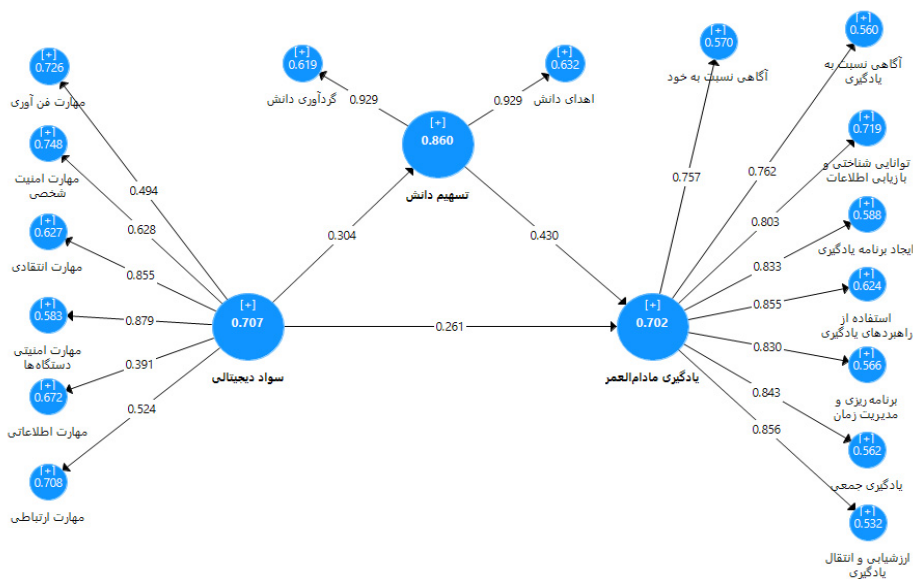 [+]
0.726
مهارت فن آوری
[+]
0.748
مهارت امنیت
شخصی
[+]
0.627
مهارت انتقادی
[+]
0.583
مهارت امنیتی
دستگاه‌ها
[+]
0.672
مهارت اطلاعاتی
[+]
0.708
مهارت ارتباطی
0.494
0.628
0.855
0.879
0.391
0.524
[+]
0.707
سواد دیجیتالی
0.304
0.261
[+]
0.619
گردآوری دانش
0.929
[+]
0.632
اهدای دانش
0.929
[+]
0.860
تسهیم دانش
0.430
[+]
0.702
یادگیری مادام‌العمر
0.757
0.762
0.803
0.833
0.855
0.830
0.843
0.856
[+]
0.570
آگاهی نسبت به خود
[+]
0.560
آگاهی نسبت به
یادگیری
[+]
0.719
توانایی شناختی و
بازیابی اطلاعات
[+]
0.588
ایجاد برنامه یادگیری
[+]
0.624
استفاده از
راهبردهای یادگیری
[+]
0.566
برنامه ریزی و
مدیریت زمان
[+]
0.562
یادگیری جمعی
[+]
0.532
ارزشیابی و انتقال
یادگیری